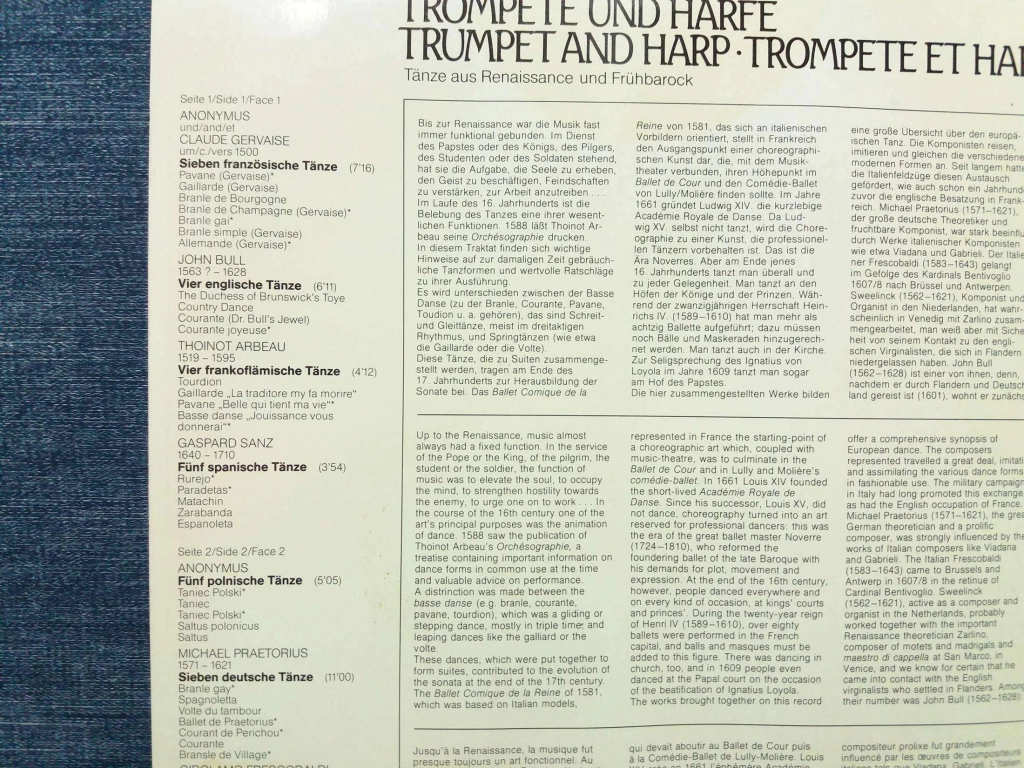 TROMPETE UND HARFE
TRUMPET AND HARP · TROMPETE ET
Tänze aus Renaissance und Frühbarock
Seite 1/Side 1/Face 1
ANONYMUS
und/and/et
CLAUDE GERVAISE
um/c./vers 1500
Sieben französische Tänze (7'16)
Pavane (Gervaise)*
Gaillarde (Gervaise)
Branle de Bourgogne
Branle de Champagne (Gervaise)*
Branle gai*
Branle simple (Gervaise)
Allemande (Gervaise)*
JOHN BULL
1563 ? – 1628
Vier englische Tänze (6'11)
The Duchess of Brunswick's Toye
Country Dance
Courante (Dr. Bull's Jewel)
Courante joyeuse*
THOINOT ARBEAU
1519 – 1595
Vier frankoflämische Tänze (4'12)
Tourdion
Gaillarde „La traditore my fa morire"
Pavane „Belle qui tient ma vie"*
Basse danse „Jouissance vous
donnerai"*
GASPARD SANZ
1640 – 1710
Fünf spanische Tänze (3'54)
Rurejo*
Paradetas*
Matachin
Zarabanda
Espanoleta
Seite 2/Side 2/Face 2
ANONYMUS
Fünf polnische Tänze (5'05)
Taniec Polski*
Taniec
Taniec Polski*
Saltus polonicus
Saltus
MICHAEL PRAETORIUS
1571 – 1621
Sieben deutsche Tänze (11'00)
Branle gay*
Spagnoletta
Volte du tambour
Ballet de Praetorius*
Courant de Perichou*
Courante
Bransle de Village*
Bis zur Renaissance war die Musik fast
immer funktional gebunden. Im Dienst
des Papstes oder des Königs, des Pilgers,
des Studenten oder des Soldaten stehend,
hat sie die Aufgabe, die Seele zu erheben,
den Geist zu beschäftigen, Feindschaften
zu verstärken, zur Arbeit anzutreiben . . .
Im Laufe des 16. Jahrhunderts ist die
Belebung des Tanzes eine ihrer wesent-
lichen Funktionen. 1588 läßt Thoinot Ar-
beau seine Orchésographie drucken.
In diesem Traktat finden sich wichtige
Hinweise auf zur damaligen Zeit gebräuch-
liche Tanzformen und wertvolle Ratschläge
zu ihrer Ausführung.
Es wird unterschieden zwischen der Basse
Danse (zu der Branle, Courante, Pavane,
Toudion u. a. gehören), das sind Schreit-
und Gleittänze, meist im dreitaktigen
Rhythmus, und Springtänzen (wie etwa
die Gaillarde oder die Volte).
Diese Tänze, die zu Suiten zusammenge-
stellt werden, tragen am Ende des
17. Jahrhunderts zur Herausbildung der
Sonate bei. Das Ballet Comique de la
Reine von 1581, das sich an italienischen
Vorbildern orientiert, stellt in Frankreich
den Ausgangspunkt einer choreographi-
schen Kunst dar, die, mit dem Musik-
theater verbunden, ihren Höhepunkt im
Ballet de Cour und den Comédie-Ballet
von Lully/Molière finden sollte. Im Jahre
1661 gründet Ludwig XIV. die kurzlebige
Académie Royale de Danse. Da Lud-
wig XV. selbst nicht tanzt, wird die Chore-
ographie zu einer Kunst, die professionel-
len Tänzern vorbehalten ist. Das ist die
Ära Noverres. Aber am Ende jenes
16. Jahrhunderts tanzt man überall und
zu jeder Gelegenheit. Man tanzt an den
Höfen der Könige und der Prinzen. Wäh-
rend der zwanzigjährigen Herrschaft Hein-
richs IV. (1589–1610) hat man mehr als
achtzig Ballette aufgeführt; dazu müssen
noch Bälle und Maskeraden hinzugerech-
net werden. Man tanzt auch in der Kirche.
Zur Seligsprechung des Ignatius von
Loyola im Jahre 1609 tanzt man sogar
am Hof des Papstes.
Die hier zusammengestellten Werke bilden
eine große Übersicht über den europä-
ischen Tanz. Die Komponisten reisen,
imitieren und gleichen die verschiedene
modernen Formen an. Seit langem hatte
die Italienfeldzüge diesen Austausch
gefördert, wie auch schon ein Jahrhund
zuvor die englische Besatzung in Frank-
reich. Michael Praetorius (1571–1621),
der große deutsche Theoretiker und
fruchtbare Komponist, war stark beeinflu
durch Werke italienischer Komponisten
wie etwa Viadana und Gabrieli. Der Italie
ner Frescobaldi (1583–1643) gelangt
im Gefolge des Kardinals Bentivoglio
1607/8 nach Brüssel und Antwerpen.
Sweelinck (1562–1621), Komponist und
Organist in den Niederlanden, hat wahr-
scheinlich in Venedig mit Zarlino zusam-
mengearbeitet, man weiß aber mit Siche
heit von seinem Kontakt zu den engli-
schen Virginalisten, die sich in Flandern
niedergelassen haben. John Bull
(1562–1628) ist einer von ihnen, denn,
nachdem er durch Flandern und Deutsch
land gereist ist (1601), wohnt er zunächs
Up to the Renaissance, music almost
always had a fixed function. In the service
of the Pope or the King, of the pilgrim, the
student or the soldier, the function of
music was to elevate the soul, to occupy
the mind, to strengthen hostility towards
the enemy, to urge one on to work . . . In
the course of the 16th century one of the
art's principal purposes was the animation
of dance. 1588 saw the publication of
Thoinot Arbeau's Orchésographie, a
treatise containing important information on
dance forms in common use at the time
and valuable advice on performance.
A distrinction was made between the
basse danse (e.g. branle, courante,
pavane, tourdion), which was a gliding or
stepping dance, mostly in triple time; and
leaping dances like the galliard or the
volte.
These dances, which were put together to
form suites, contributed to the evolution of
the sonata at the end of the 17th century.
The Ballet Comique de la Reine of 1581,
which was based on Italian models,
represented in France the starting-point of
a choreographic art which, coupled with
music-theatre, was to culminate in the
Ballet de Cour and in Lully and Molière's
comédie-ballet. In 1661 Louis XIV founded
the short-lived Académie Royale de
Danse. Since his successor, Louis XV, did
not dance, choreography turned into an art
reserved for professional dancers: this was
the era of the great ballet master Noverre
(1724–1810), who reformed the
foundering ballet of the late Baroque with
his demands for plot, movement and
expression. At the end of the 16th century,
however, people danced everywhere and
on every kind of occasion, at kings' courts
and princes'. During the twenty-year reign
of Henri IV (1589–1610), over eighty
ballets were performed in the French
capital, and balls and masques must be
added to this figure. There was dancing in
church, too, and in 1609 people even
danced at the Papal court on the occasion
of the beatification of Ignatius Loyola.
The works brought together on this record
offer a comprehensive synopsis of
European dance. The composers
represented travelled a great deal, imitati
and assimilating the various dance forms
in fashionable use. The military campaign
in Italy had long promoted this exchange,
as had the English occupation of France.
Michael Praetorius (1571–1621), the grea
German theoretician and a prolific
composer, was strongly influenced by the
works of Italian composers like Viadana
and Gabrieli. The Italian Frescobaldi
(1583–1643) came to Brussels and
Antwerp in 1607/8 in the retinue of
Cardinal Bentivoglio. Sweelinck
(1562–1621), active as a composer and
organist in the Netherlands, probably
worked together with the important
Renaissance theoretician Zarlino,
composer of motets and madrigals and
maestro di cappella at San Marco, in
Venice, and we know for certain that he
came into contact with the English
virginalists who settled in Flanders. Among
their number was John Bull (1562–1628)
Jusqu'à la Renaissance, la musique fut
presque toujours un art fonctionnel. Au
qui devait aboutir au Ballet de Cour puis
à la Comédie-Ballet de Lully-Molière. Louis
compositeur prolixe fut grandement
influencé par les œuvres de compositeurs